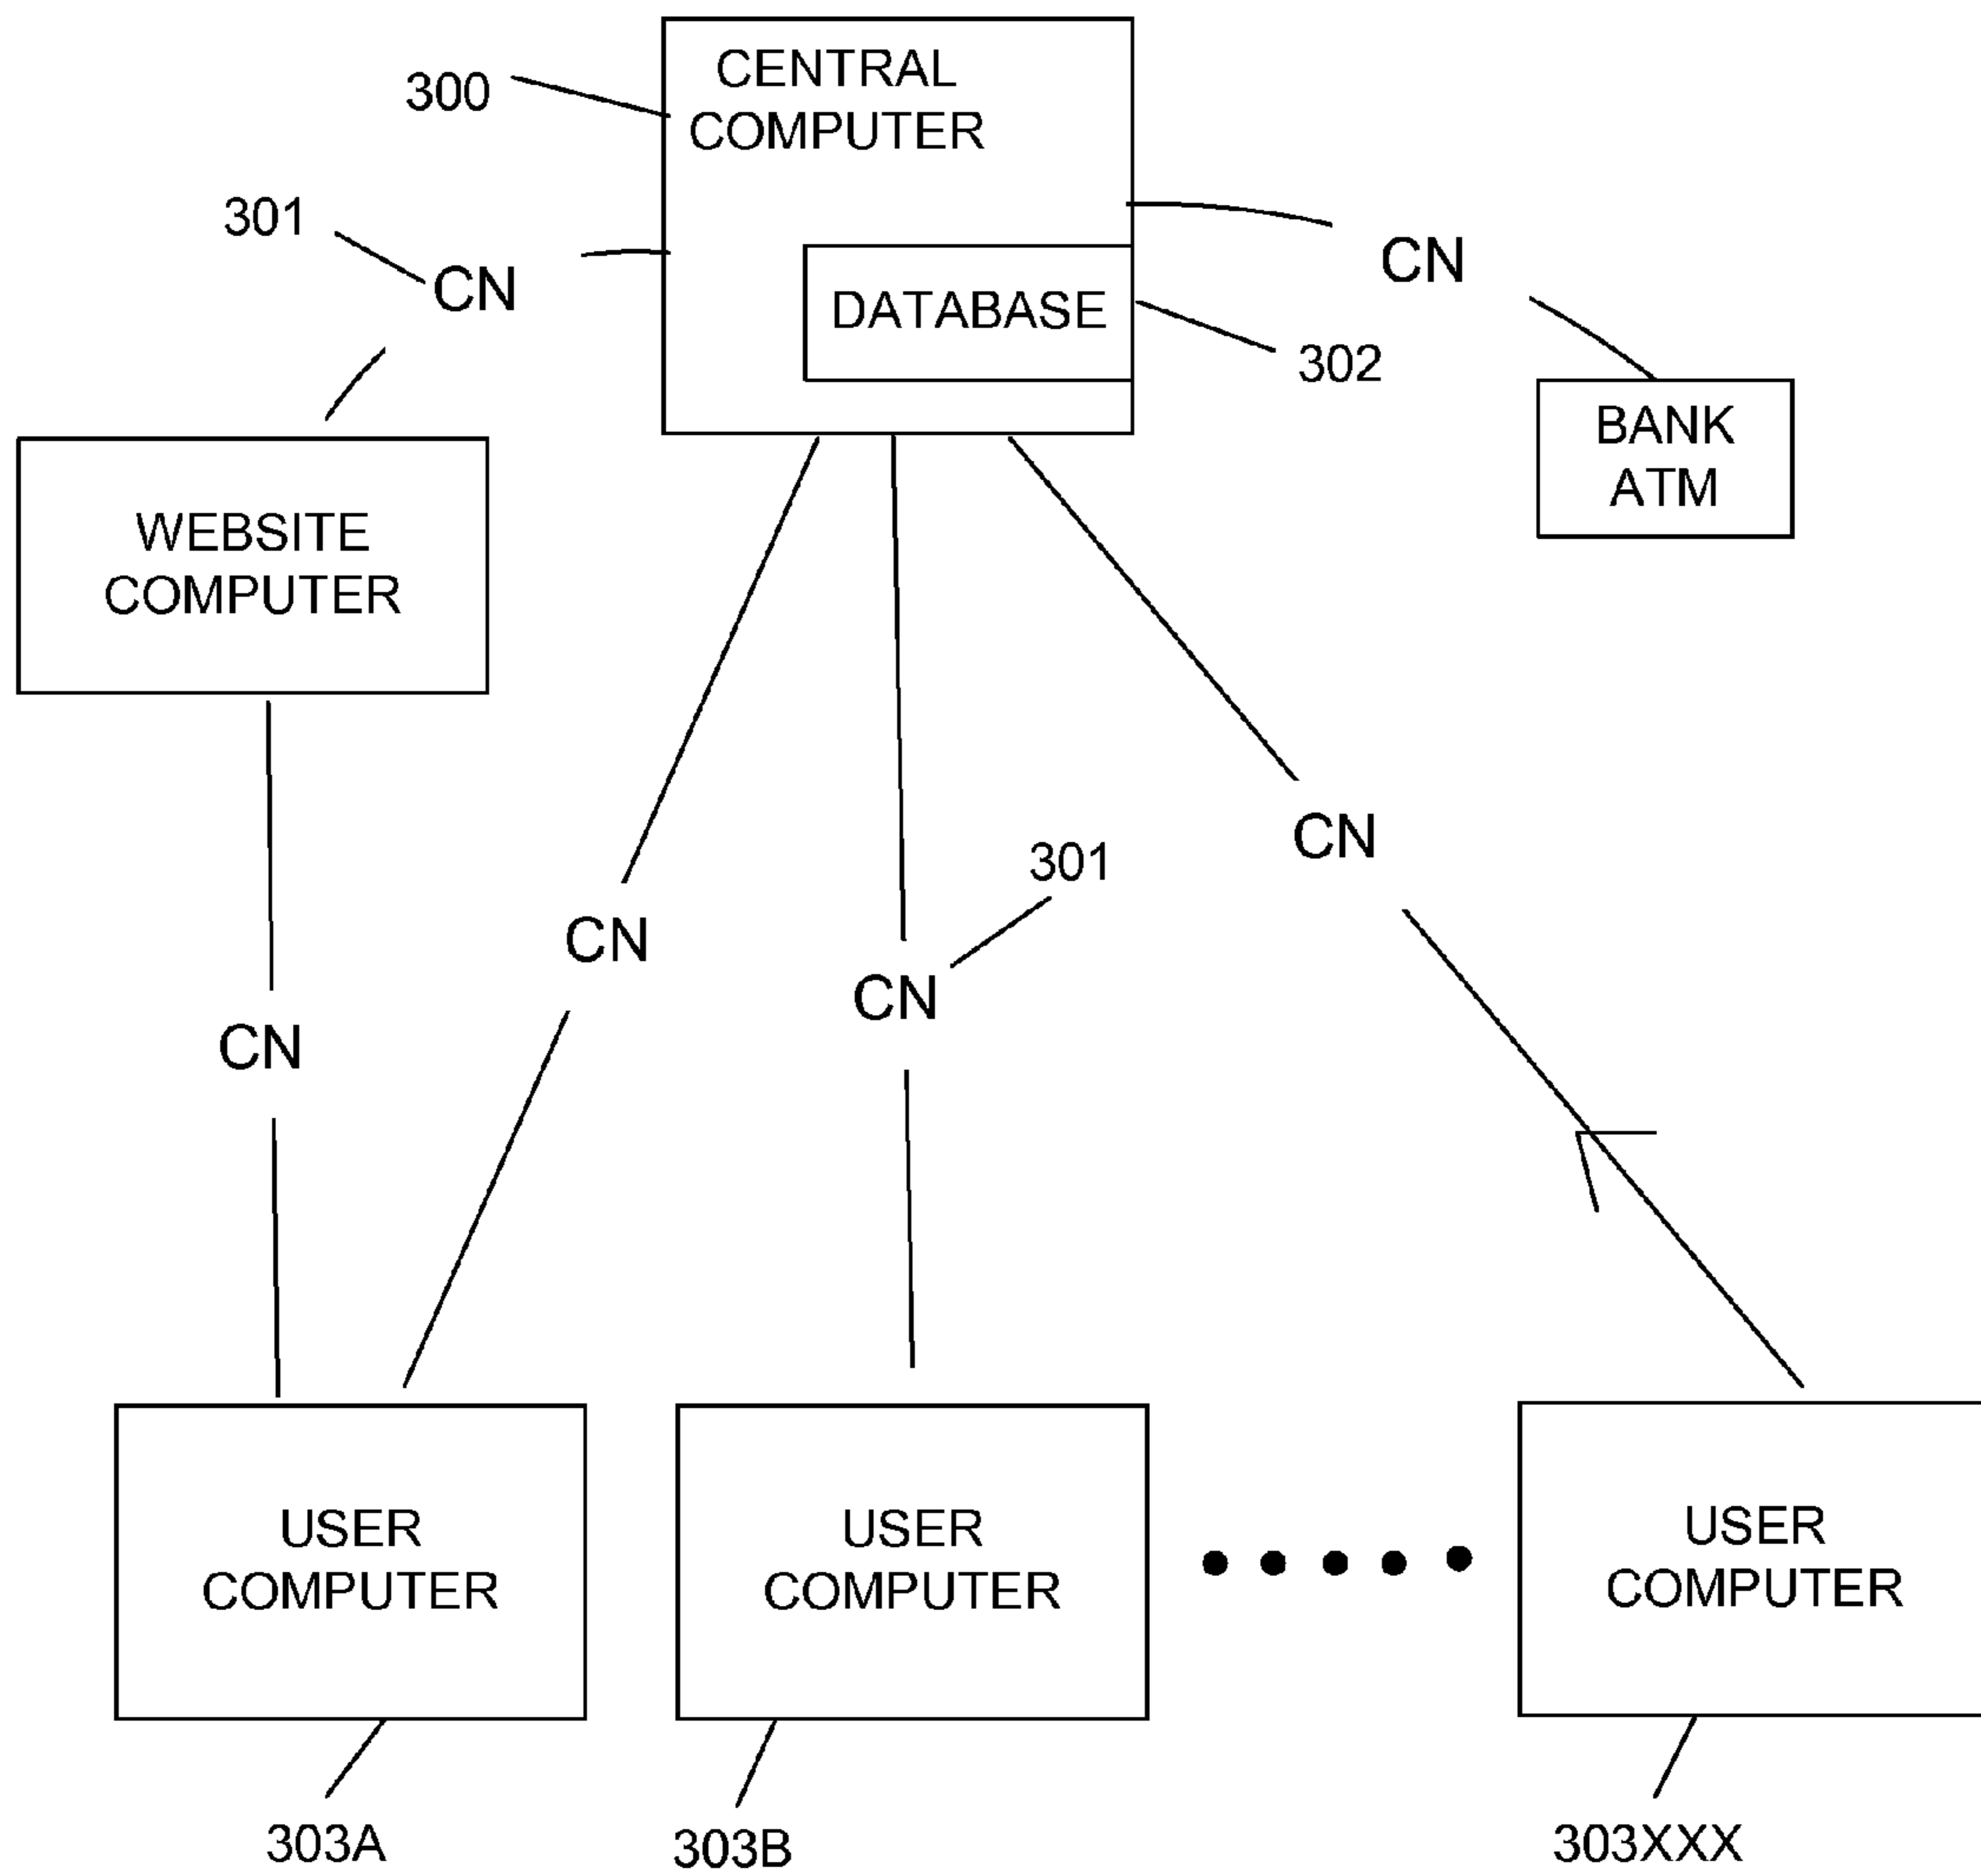 CENTRAL
COMPUTER
300
301
CN
CN
DATABASE
302
BANK
ATM
WEBSITE
COMPUTER
CN
301
CN
CN
CN
USER
COMPUTER
USER
COMPUTER
USER
COMPUTER
303A
303B
303XXX